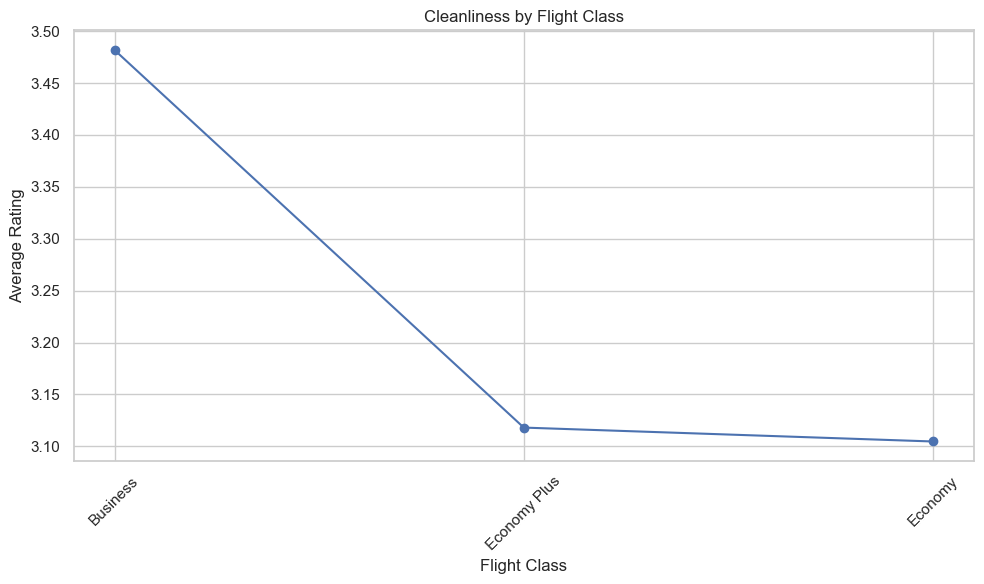 Cleanliness by Flight Class
3.50
3.45
3.40
3.35
3.30
3.25
3.20
3.15
3.10
Average Rating
Business
Economy Plus
Economy
Flight Class